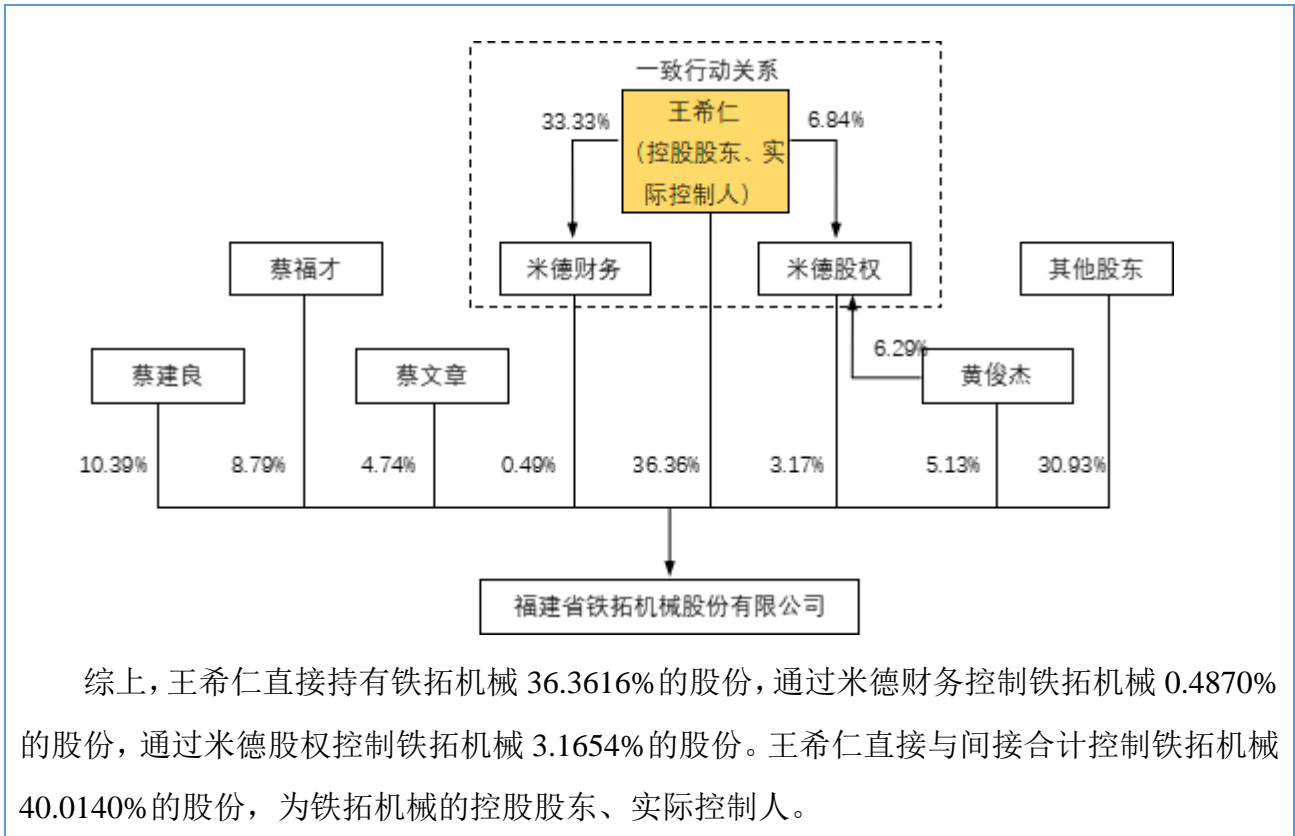 一致行动关系
33.33%
王希仁
(控股股东、实
际控制人)
6.84%
蔡福才
米德财务
米德股权
其他股东
蔡建良
蔡文章
6.29%
黄俊杰
10.39%
8.79%
4.74%
0.49%
36.36%
3.17%
5.13%
30.93%
福建省铁拓机械股份有限公司
综上，王希仁直接持有铁拓机械 36.3616%的股份，通过米德财务控制铁拓机械 0.4870%
的股份，通过米德股权控制铁拓机械 3.1654%的股份。王希仁直接与间接合计控制铁拓机械
40.0140%的股份，为铁拓机械的控股股东、实际控制人。